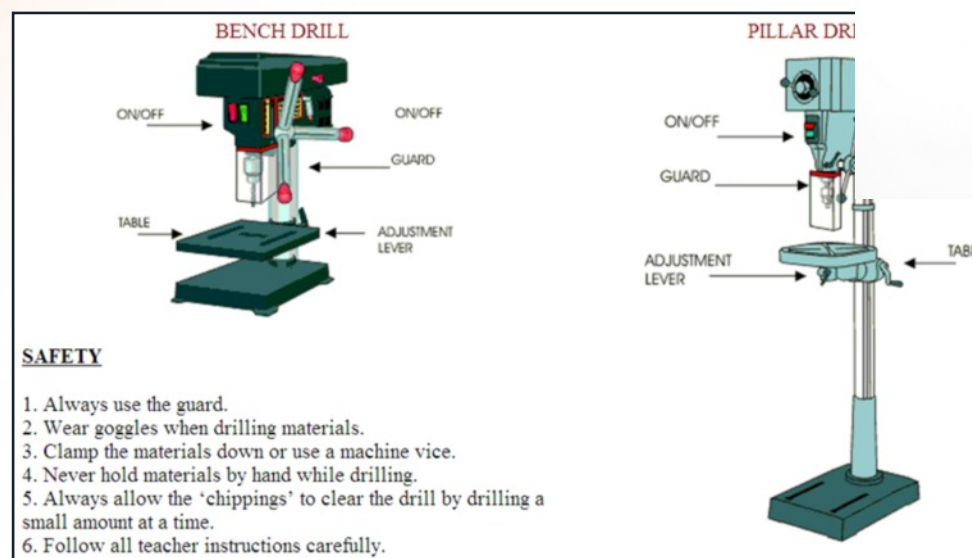 BENCH DRILL
ON/OFF
ON/OFF
GUARD
TABLE
ADJUSTMENT
LEVER
PILLAR
ON/OFF
GUARD
ADJUSTMENT
LEVER
SAFETY
1. Always use the guard.
2. Wear goggles when drilling materials.
3. Clamp the materials down or use a machine vice.
4. Never hold materials by hand while drilling.
5. Always allow the ‘chippings’ to clear the drill by drilling a
small amount at a time.
6. Follow all teacher instructions carefully.